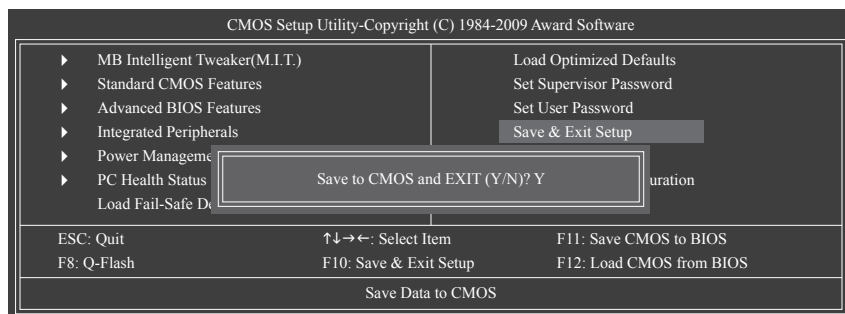 CMOS Setup Utility-Copyright (C) 1984-2009 Award Software
MB Intelligent Tweaker(M.I.T.)
Standard CMOS Features
Advanced BIOS Features
Integrated Peripherals
Power Manageme
PC Health Status
Load Fail-Safe De
Load Optimized Defaults
Set Supervisor Password
Set User Password
Save & Exit Setup
uration
Save to CMOS and EXIT (Y/N)? Y
ESC: Quit ↑↓→←: Select Item F11: Save CMOS to BIOS
F8: Q-Flash F10: Save & Exit Setup F12: Load CMOS from BIOS
Save Data to CMOS